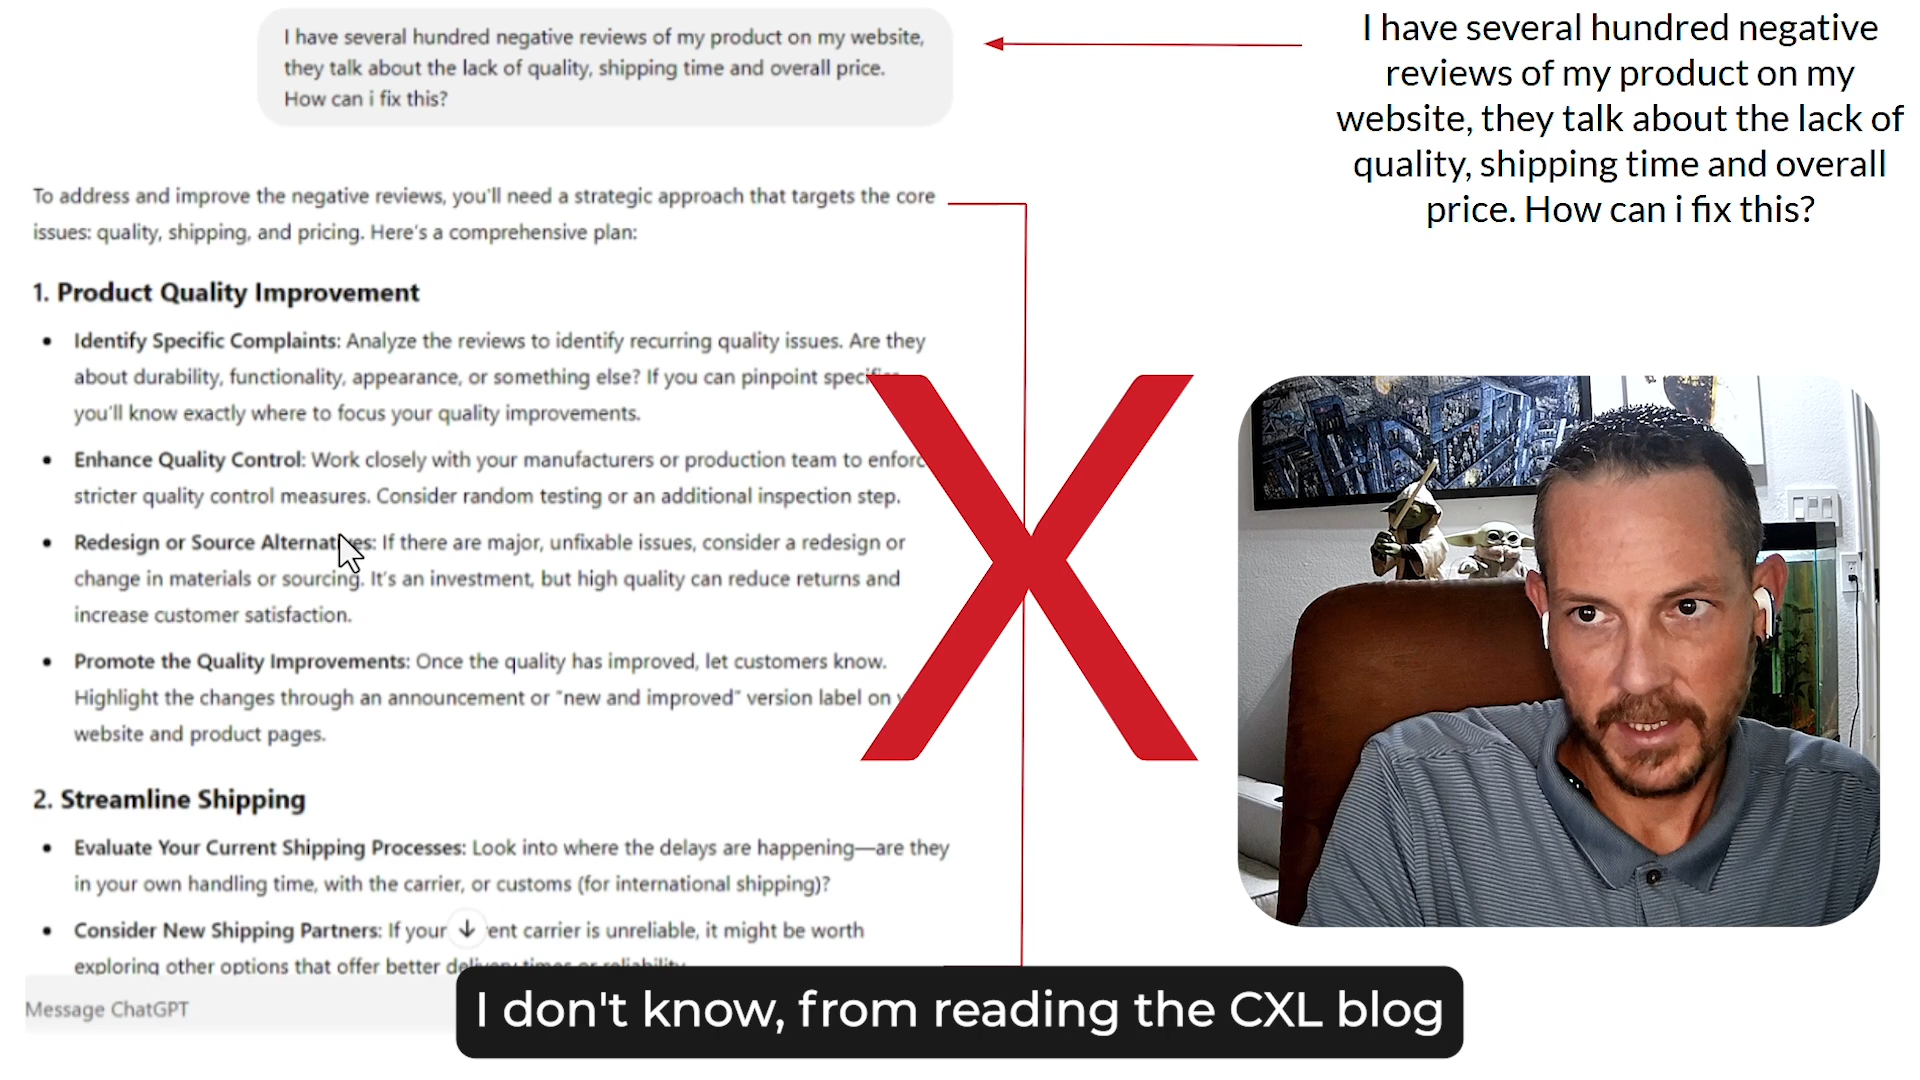 I have several hundred negative reviews of my product on my website,
they talk about the lack of quality, shipping time and overall price.
How can i fix this?
To address and improve the negative reviews, you'll need a strategic approach that targets the core
issues: quality, shipping, and pricing. Here's a comprehensive plan:
1. Product Quality Improvement
Identify Specific Complaints: Analyze the reviews to identify recurring quality issues. Are they
about durability, functionality, appearance, or something else? If you can pinpoint
you'll know exactly where to focus your quality improvements.
Enhance Quality Control: Work closely with your manufacturers or production team to
stricter quality control measures. Consider random testing or an additional inspection step.
Redesign or Source Alternatives: If there are major, unfixable issues, consider a redesign or
change in materials or sourcing. It's an investment, but high quality can reduce returns and
increase customer satisfaction.
Promote the Quality Improvements: Once the quality has improved, let customers know.
Highlight the changes through an announcement or "new and improved" version label on
website and product pages.
2. Streamline Shipping
Evaluate Your Current Shipping Processes: Look into where the delays are happening—are they
in your own handling time, with the carrier, or customs (for international shipping)?
Consider New Shipping Partners: If your carrier is unreliable, it might be worth
exploring other options that offer better
Message ChatGPT
I have several hundred negative
reviews of my product on my
website, they talk about the lack of
quality, shipping time and overall
price. How can i fix this?
X
I don't know, from reading the CXL blog